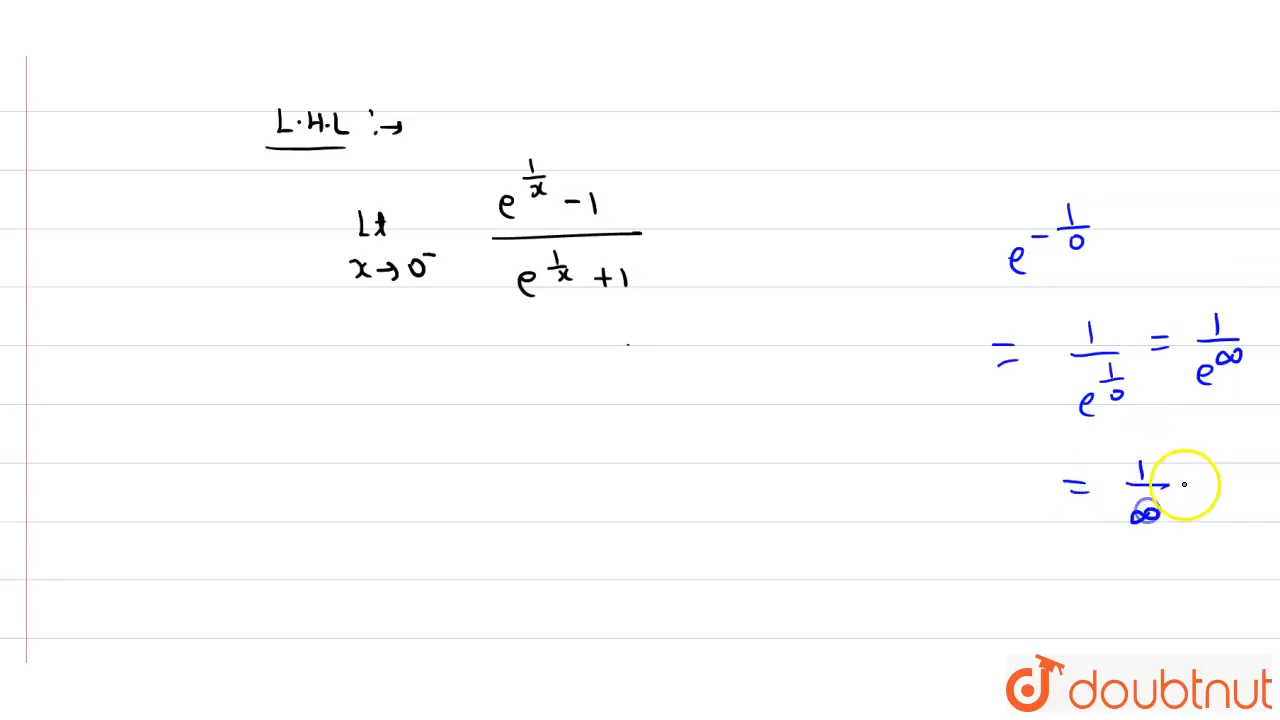 L.H.L :→
Lt x→0⁻ (e^(1/x) − 1)/(e^(1/x) + 1)
e^(−1/0)
= 1/e^(1/0) = 1/e^∞
= 1/∞
doubtnut